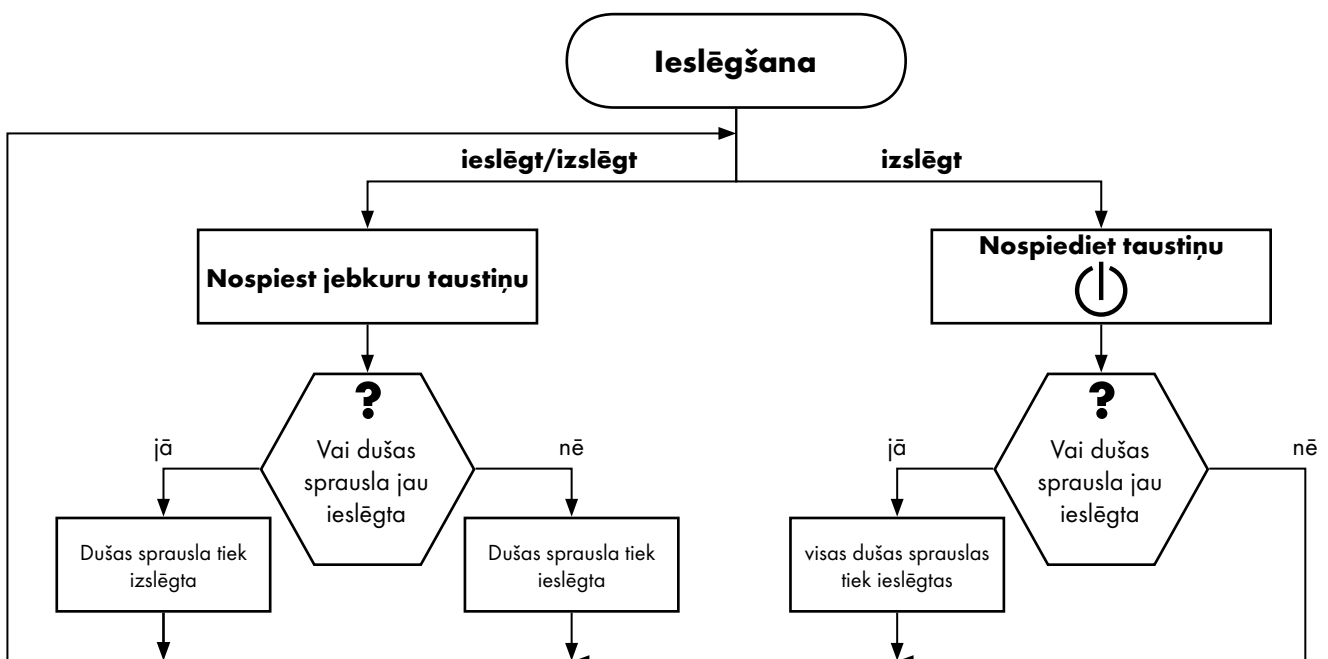 Ieslēgšana
ieslēgt/izslēgt
izslēgt
Nospiest jebkuru taustiņu
Nospiediet taustiņu
?
Vai dušas
sprausla jau
ieslēgta
jā
nē
Dušas sprausla tiek
izslēgta
Dušas sprausla tiek
ieslēgta
?
Vai dušas
sprausla jau
ieslēgta
jā
nē
visas dušas sprauslas
tiek ieslēgtas